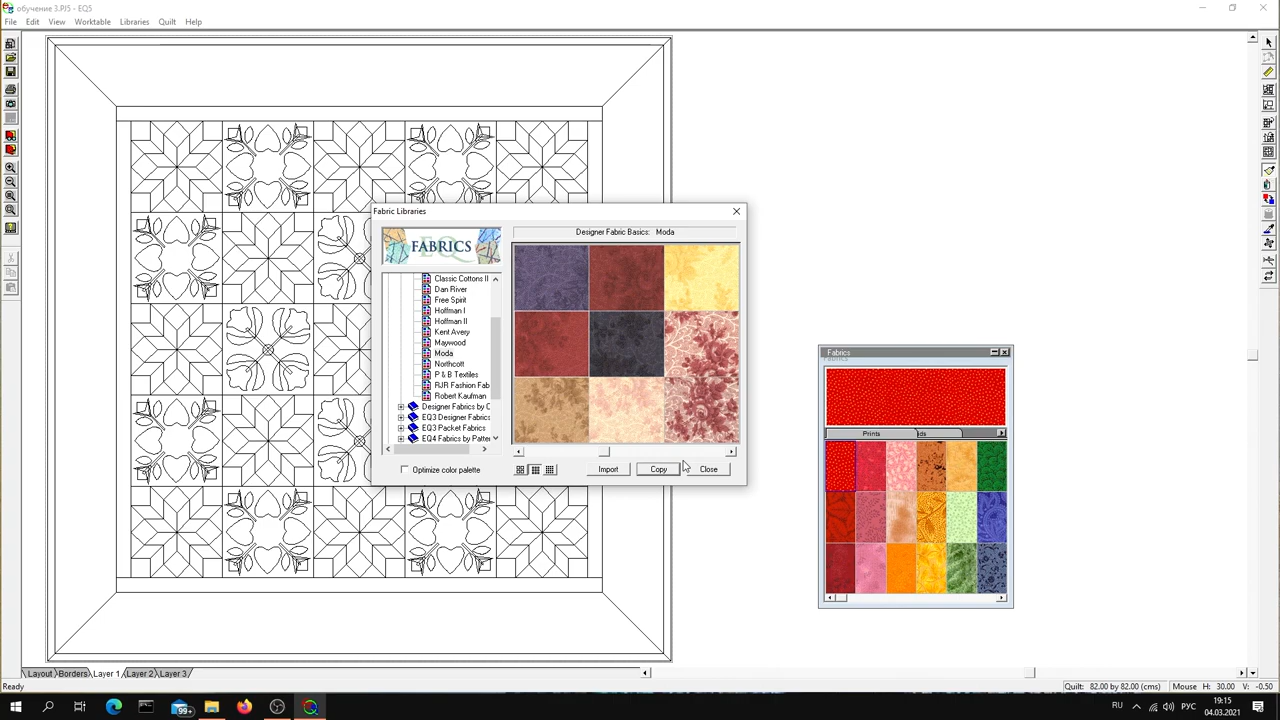 обучение 3.PJ5 - EQ5
File Edit View Worktable Libraries Quilt Help
Fabric Libraries
FABRICS
Designer Fabric Basics: Moda
Classic Cottons II
Dan River
Free Spirit
Hoffman I
Hoffman II
Kent Avery
Maywood
Moda
Northcott
P & B Textiles
RJR Fashion Fab
Robert Kaufman
Designer Fabrics by C
EQ3 Designer Fabrics
EQ3 Packet Fabrics
EQ4 Fabrics by Patter
Optimize color palette
Import Copy Close
Fabrics
Prints
Layout Borders Layer 1 Layer 2 Layer 3
Ready
Quilt: 82.00 by 82.00 (cms) Mouse H: 30.00 V: -0.50
99+
RU РУС
19:15
04.03.2021